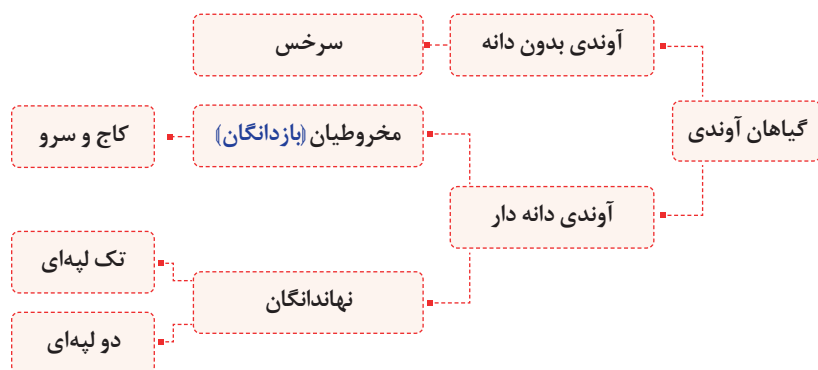 گیاهان آوندی
آوندی بدون دانه
سرخس
آوندی دانه دار
مخروطیان (بازدانگان)
کاج و سرو
نهاندانگان
تک لپه‌ای
دو لپه‌ای